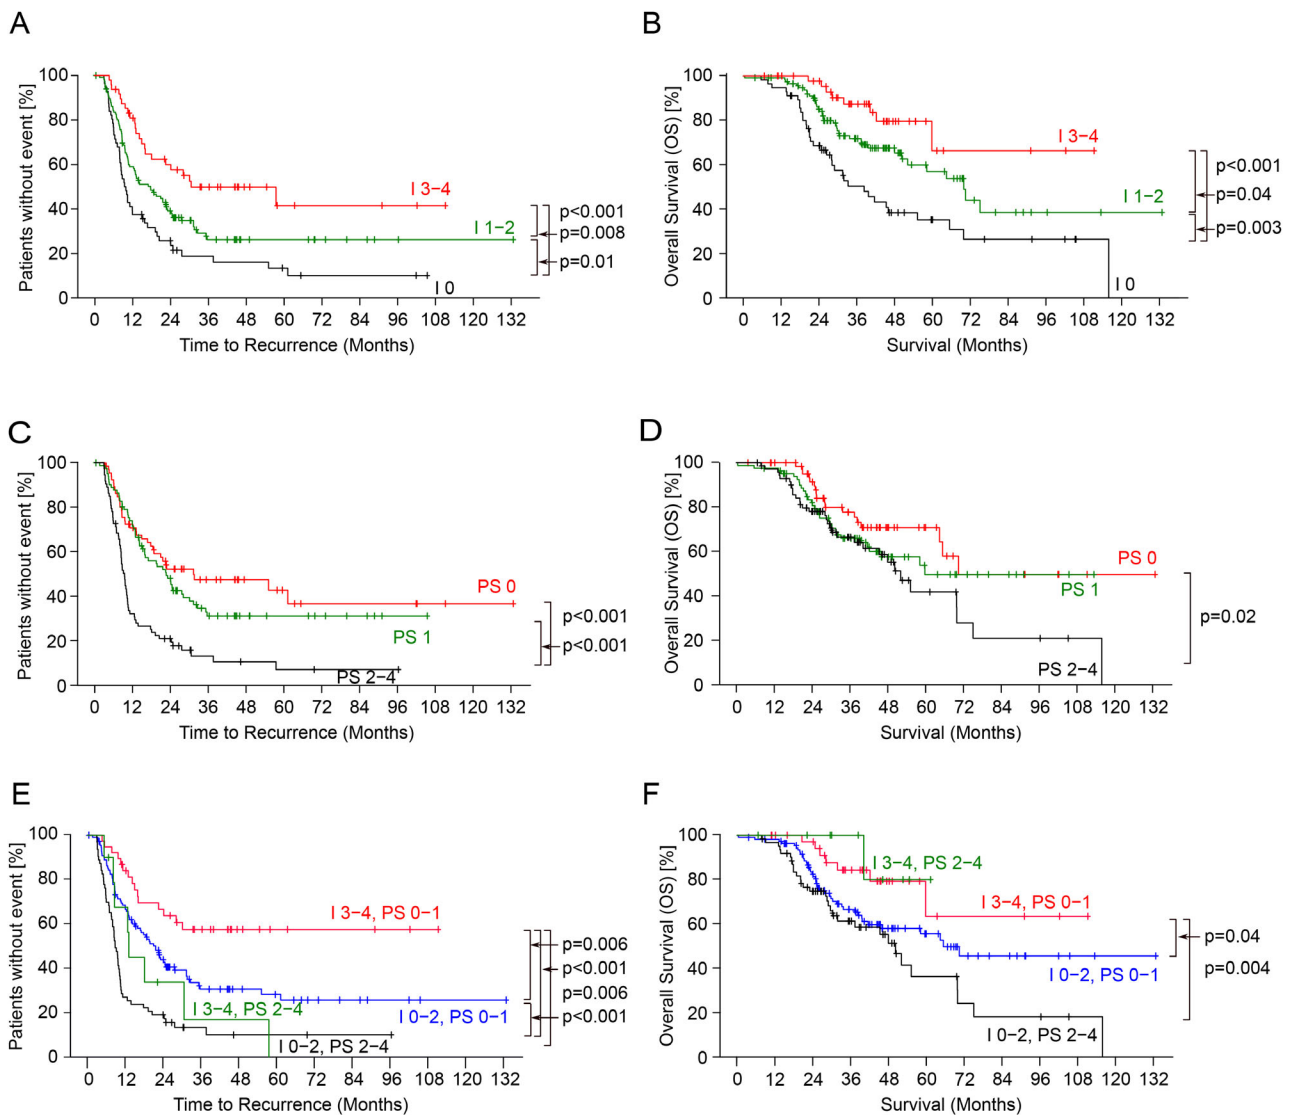 A
Patients without event [%]
100
80
60
40
20
0
I 3−4
I 1−2
I 0
p<0.001
p=0.008
p=0.01
0 12 24 36 48 60 72 84 96 108 120 132
Time to Recurrence (Months)
B
Overall Survival (OS) [%]
100
80
60
40
20
0
I 3−4
I 1−2
I 0
p<0.001
p=0.04
p=0.003
0 12 24 36 48 60 72 84 96 108 120 132
Survival (Months)
C
Patients without event [%]
100
80
60
40
20
0
PS 0
PS 1
PS 2−4
p<0.001
p<0.001
0 12 24 36 48 60 72 84 96 108 120 132
Time to Recurrence (Months)
D
Overall Survival (OS) [%]
100
80
60
40
20
0
PS 0
PS 1
PS 2−4
p=0.02
0 12 24 36 48 60 72 84 96 108 120 132
Survival (Months)
E
Patients without event [%]
100
80
60
40
20
0
I 3−4, PS 0−1
I 3−4, PS 2−4
I 0−2, PS 0−1
I 0−2, PS 2−4
p=0.006
p<0.001
p=0.006
p<0.001
0 12 24 36 48 60 72 84 96 108 120 132
Time to Recurrence (Months)
F
Overall Survival (OS) [%]
100
80
60
40
20
0
I 3−4, PS 2−4
I 3−4, PS 0−1
I 0−2, PS 0−1
I 0−2, PS 2−4
p=0.04
p=0.004
0 12 24 36 48 60 72 84 96 108 120 132
Survival (Months)